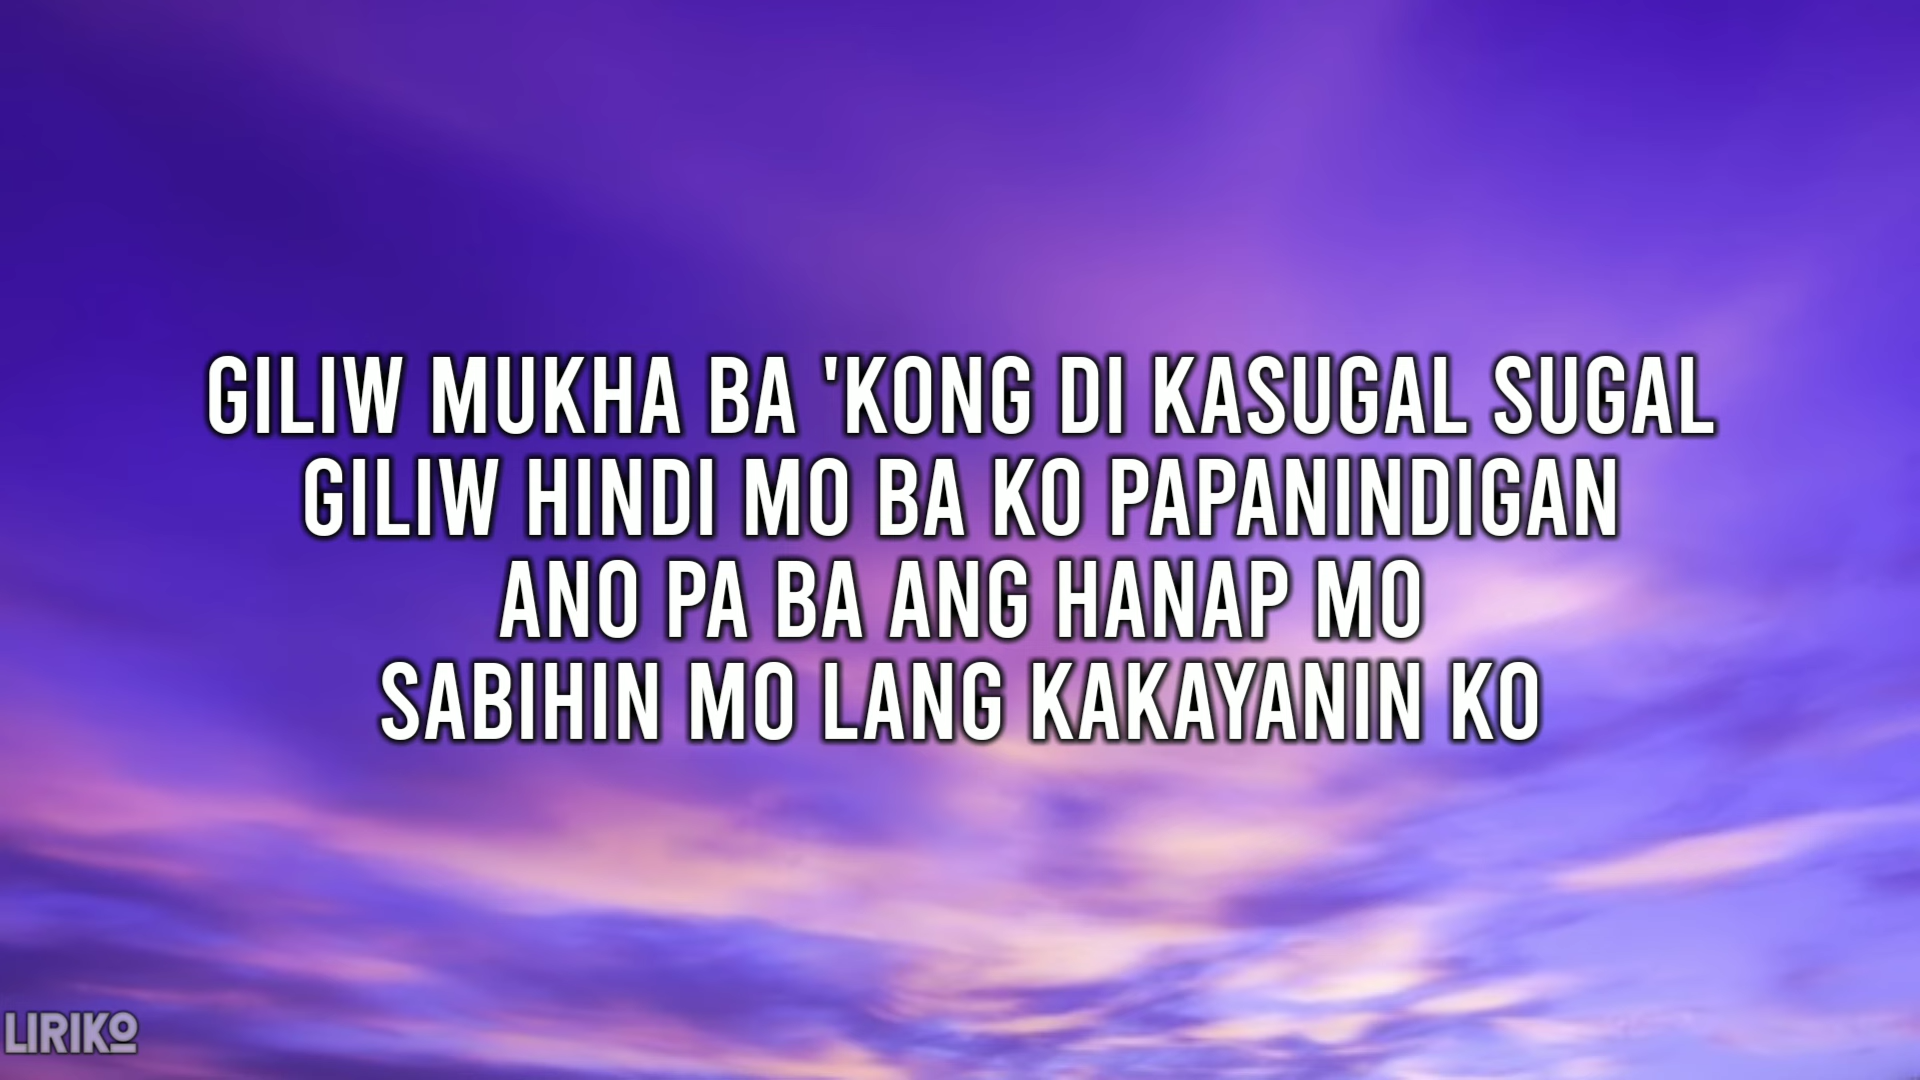 GILIW MUKHA BA 'KONG DI KASUGAL SUGAL
GILIW HINDI MO BA KO PAPANINDIGAN
ANO PA BA ANG HANAP MO
SABIHIN MO LANG KAKAYANIN KO
LIRIKO